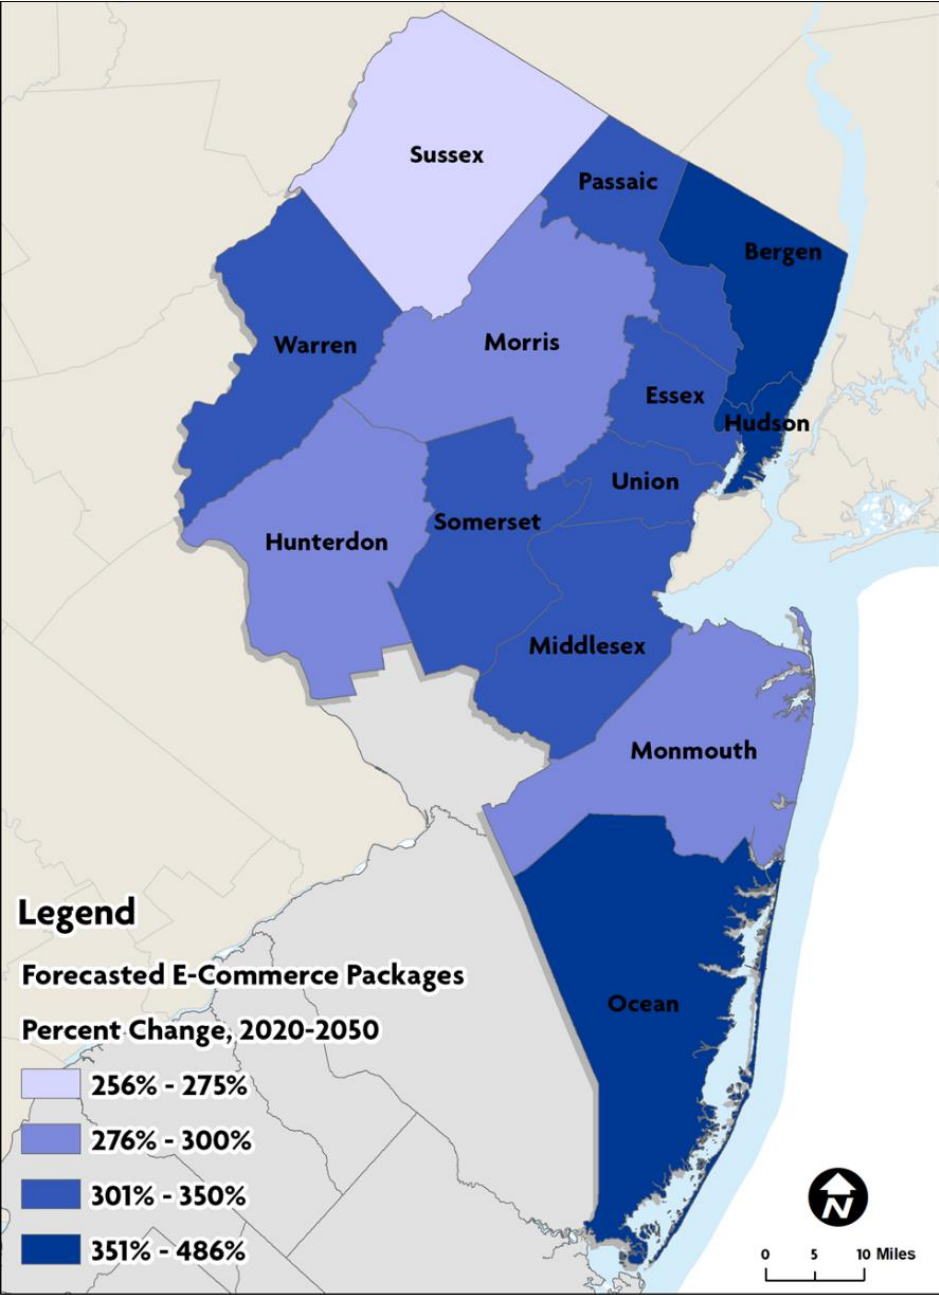 Sussex
Passaic
Bergen
Warren
Morris
Essex
Hudson
Union
Somerset
Hunterdon
Middlesex
Monmouth
Ocean
Legend
Forecasted E-Commerce Packages
Percent Change, 2020-2050
256% - 275%
276% - 300%
301% - 350%
351% - 486%
N
0 5 10 Miles